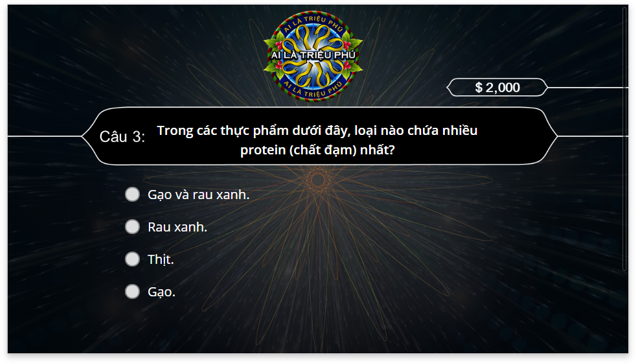 AI LÀ TRIỆU PHÚ
AI LÀ TRIỆU PHÚ
AI LÀ TRIỆU PHÚ
$ 2,000
Câu 3: Trong các thực phẩm dưới đây, loại nào chứa nhiều
protein (chất đạm) nhất?
Gạo và rau xanh.
Rau xanh.
Thịt.
Gạo.